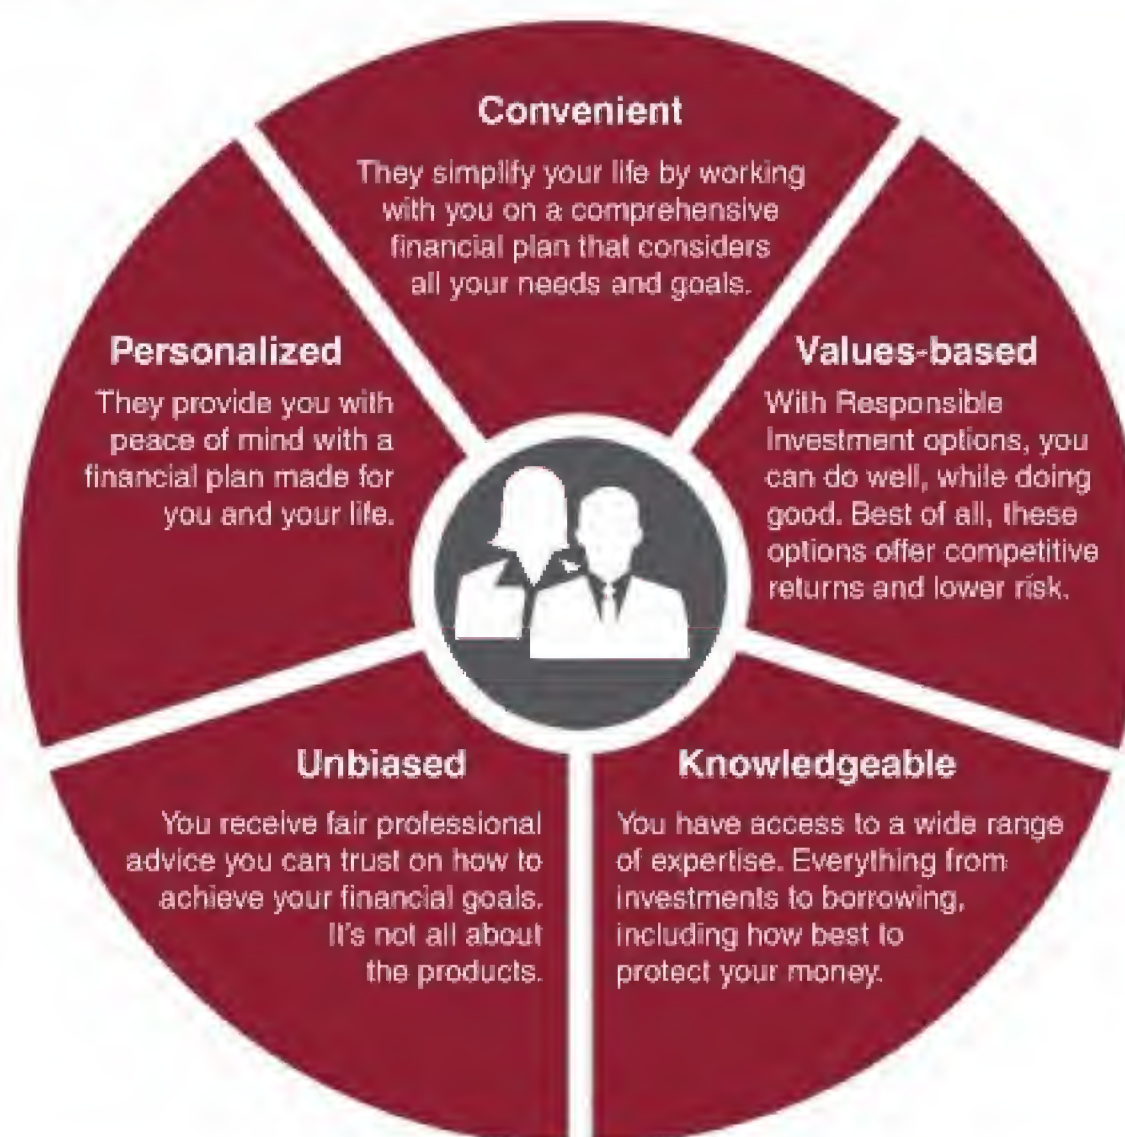 Convenient
They simplify your life by working
with you on a comprehensive
financial plan that considers
all your needs and goals.
Values-based
With Responsible
Investment options, you
can do well, while doing
good. Best of all, these
options offer competitive
returns and lower risk.
Knowledgeable
You have access to a wide range
of expertise. Everything from
investments to borrowing,
including how best to
protect your money.
Unbiased
You receive fair professional
advice you can trust on how to
achieve your financial goals.
It's not all about
the products.
Personalized
They provide you with
peace of mind with a
financial plan made for
you and your life.